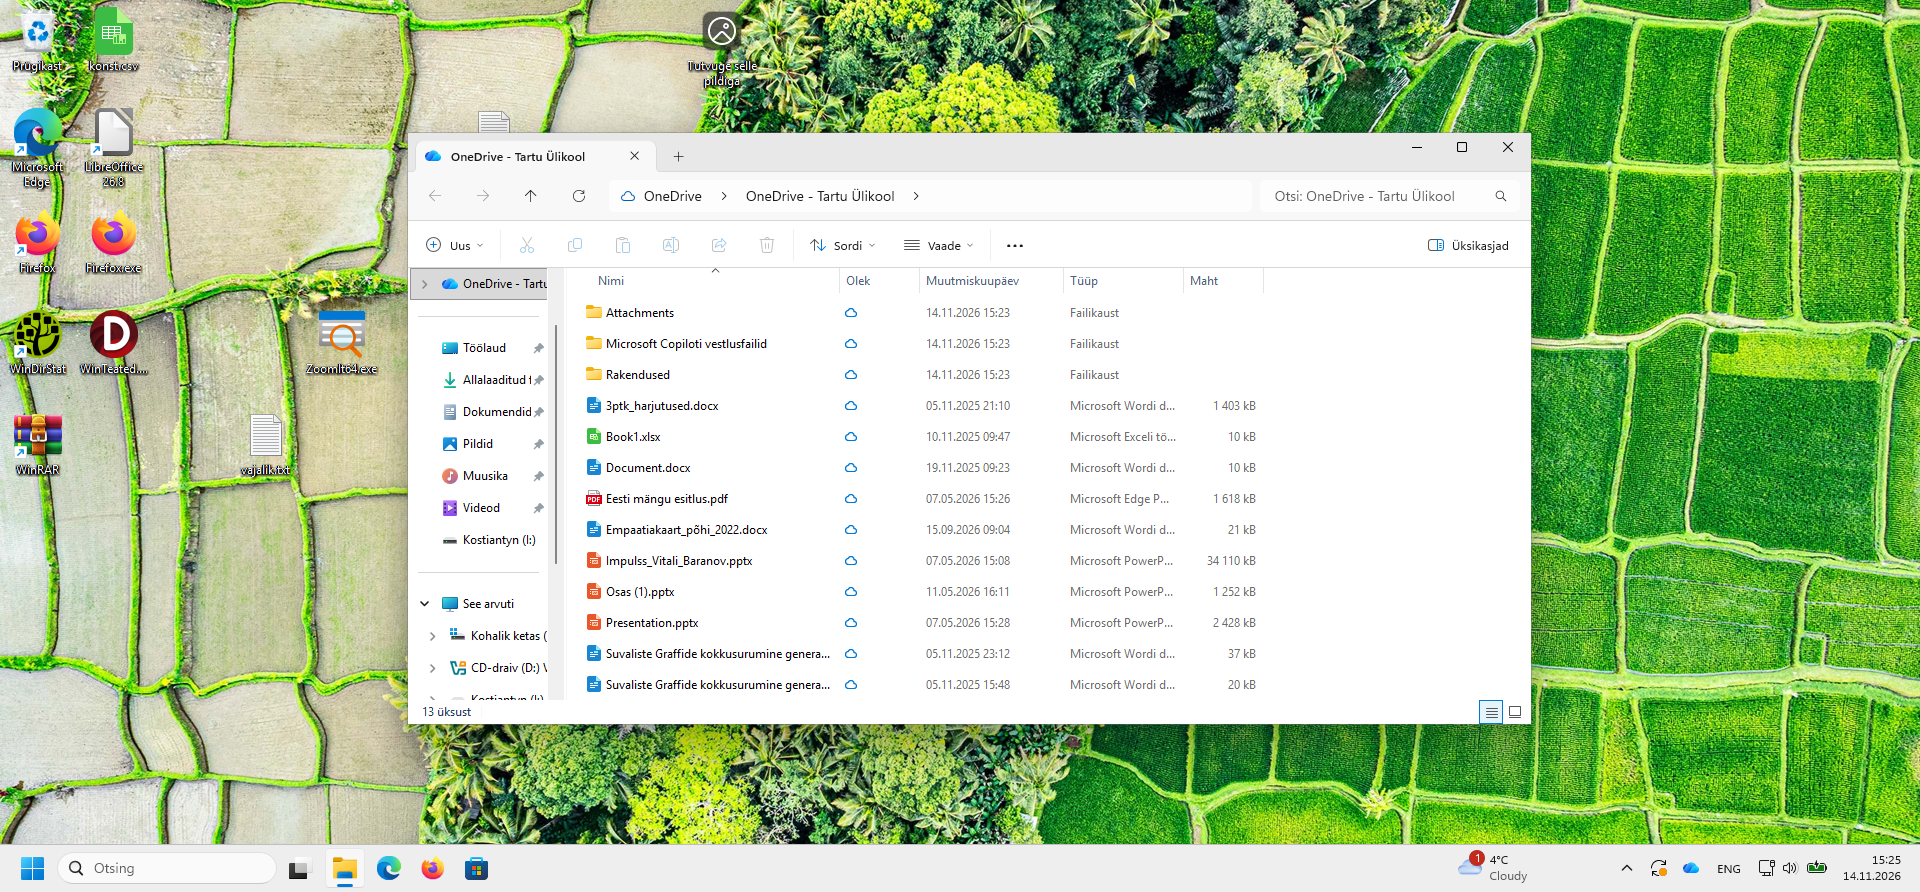 Prügikast
konst.csv
Tutvuge selle
pildiga
Microsoft
Edge
LibreOffice
26.8
Firefox
Firefox.exe
WinDirStat
WinTeated....
ZoomIt64.exe
WinRAR
vajalik.txt
OneDrive - Tartu Ülikool
OneDrive
OneDrive - Tartu Ülikool
Otsi: OneDrive - Tartu Ülikool
Uus
Sordi
Vaade
Üksikasjad
OneDrive - Tartu
Töölaud
Allalaaditud f
Dokumendid
Pildid
Muusika
Videod
Kostiantyn (I:)
See arvuti
Kohalik ketas (
CD-draiv (D:) V
Kostiantyn (I:)
Nimi Olek Muutmiskuupäev Tüüp Maht
Attachments 14.11.2026 15:23 Failikaust
Microsoft Copiloti vestlusfailid 14.11.2026 15:23 Failikaust
Rakendused 14.11.2026 15:23 Failikaust
3ptk_harjutused.docx 05.11.2025 21:10 Microsoft Wordi d... 1 403 kB
Book1.xlsx 10.11.2025 09:47 Microsoft Exceli tö... 10 kB
Document.docx 19.11.2025 09:23 Microsoft Wordi d... 10 kB
PDF Eesti mängu esitlus.pdf 07.05.2026 15:26 Microsoft Edge P... 1 618 kB
Empaatiakaart_põhi_2022.docx 15.09.2026 09:04 Microsoft Wordi d... 21 kB
Impulss_Vitali_Baranov.pptx 07.05.2026 15:08 Microsoft PowerP... 34 110 kB
Osas (1).pptx 11.05.2026 16:11 Microsoft PowerP... 1 252 kB
Presentation.pptx 07.05.2026 15:28 Microsoft PowerP... 2 428 kB
Suvaliste Graffide kokkusurumine genera... 05.11.2025 23:12 Microsoft Wordi d... 37 kB
Suvaliste Graffide kokkusurumine genera... 05.11.2025 15:48 Microsoft Wordi d... 20 kB
13 üksust
Otsing
1
4°C
Cloudy
ENG
15:25
14.11.2026